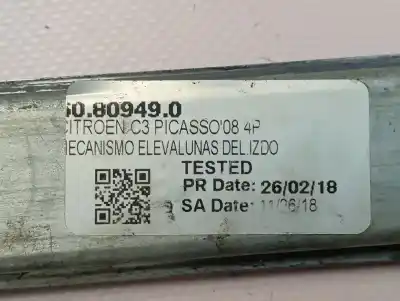 60.80949.0
CITROEN C3 PICASSO'08 4P
MECANISMO ELEVALUNAS DEL IZDO
TESTED
PR Date: 26/02/18
SA Date: 11/06/18